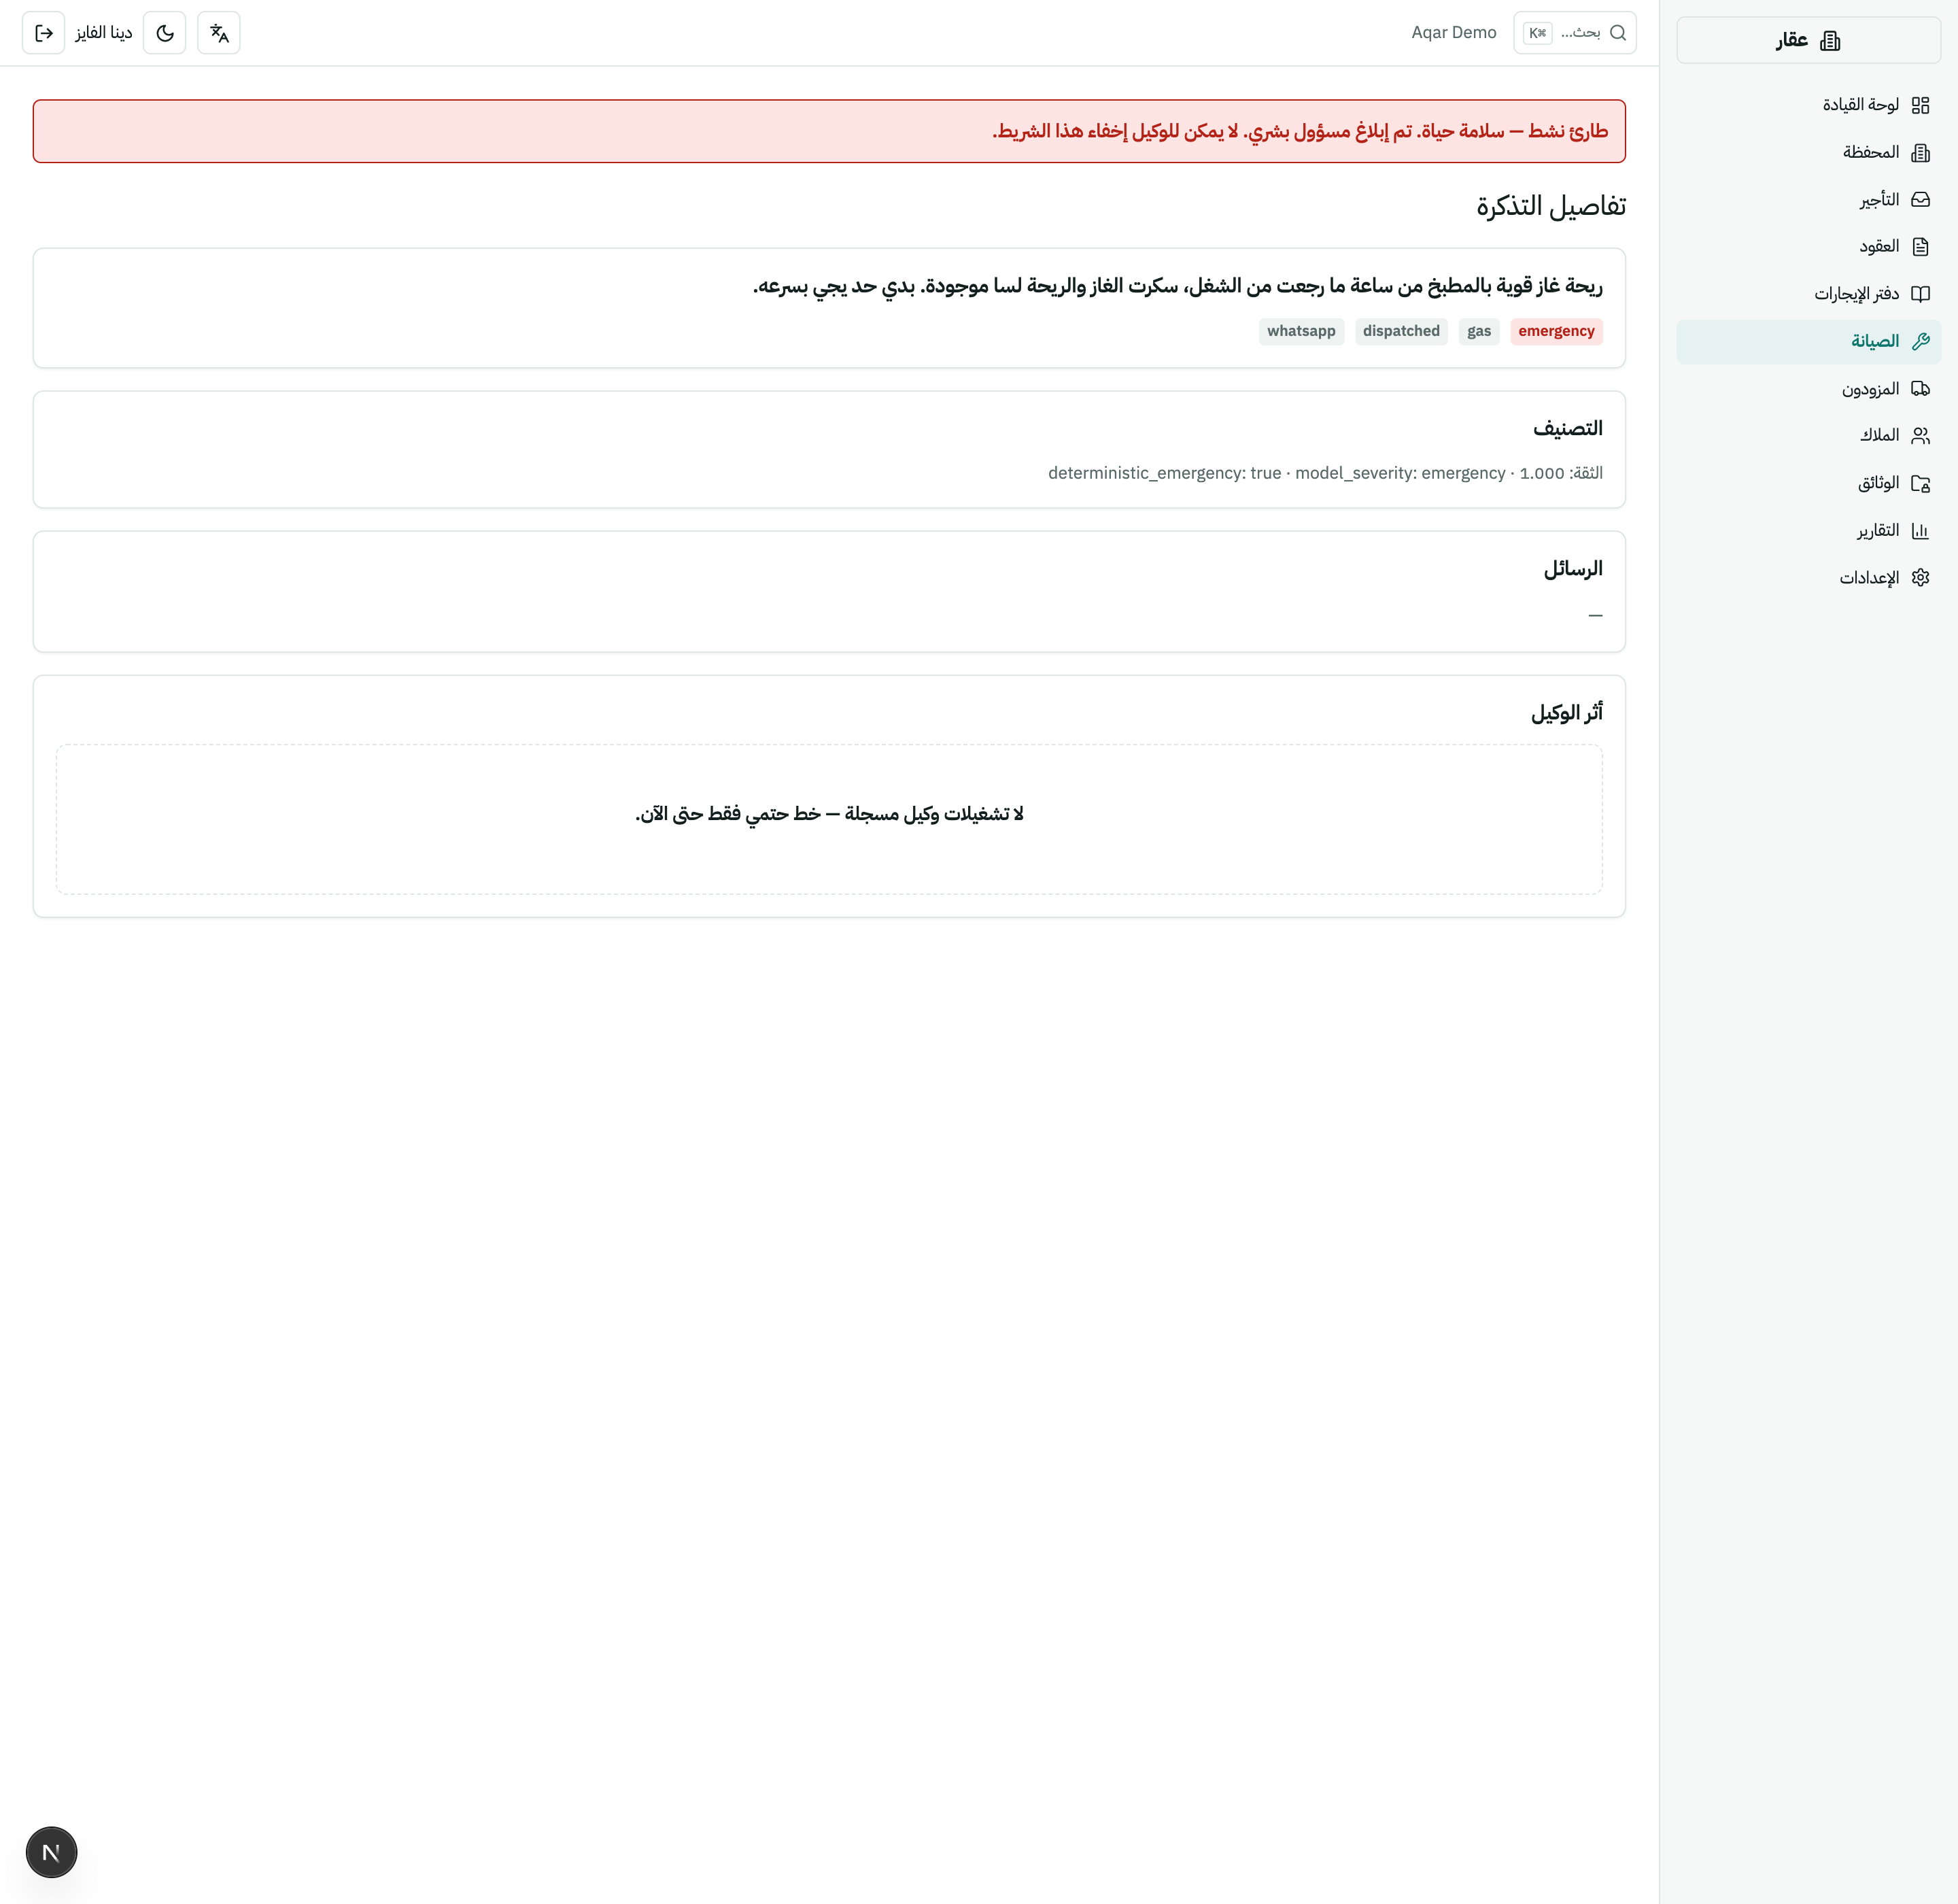 عقار
لوحة القيادة
المحفظة
التأجير
العقود
دفتر الإيجارات
الصيانة
المزودون
الملاك
الوثائق
التقارير
الإعدادات
بحث... ⌘K
Aqar Demo
دينا الفايز
طارئ نشط — سلامة حياة. تم إبلاغ مسؤول بشري. لا يمكن للوكيل إخفاء هذا الشريط.
تفاصيل التذكرة
ريحة غاز قوية بالمطبخ من ساعة ما رجعت من الشغل، سكرت الغاز والريحة لسا موجودة. بدي حد يجي بسرعه.
emergency gas dispatched whatsapp
التصنيف
الثقة: 1.000 · deterministic_emergency: true · model_severity: emergency
الرسائل
—
أثر الوكيل
لا تشغيلات وكيل مسجلة — خط حتمي فقط حتى الآن.
N